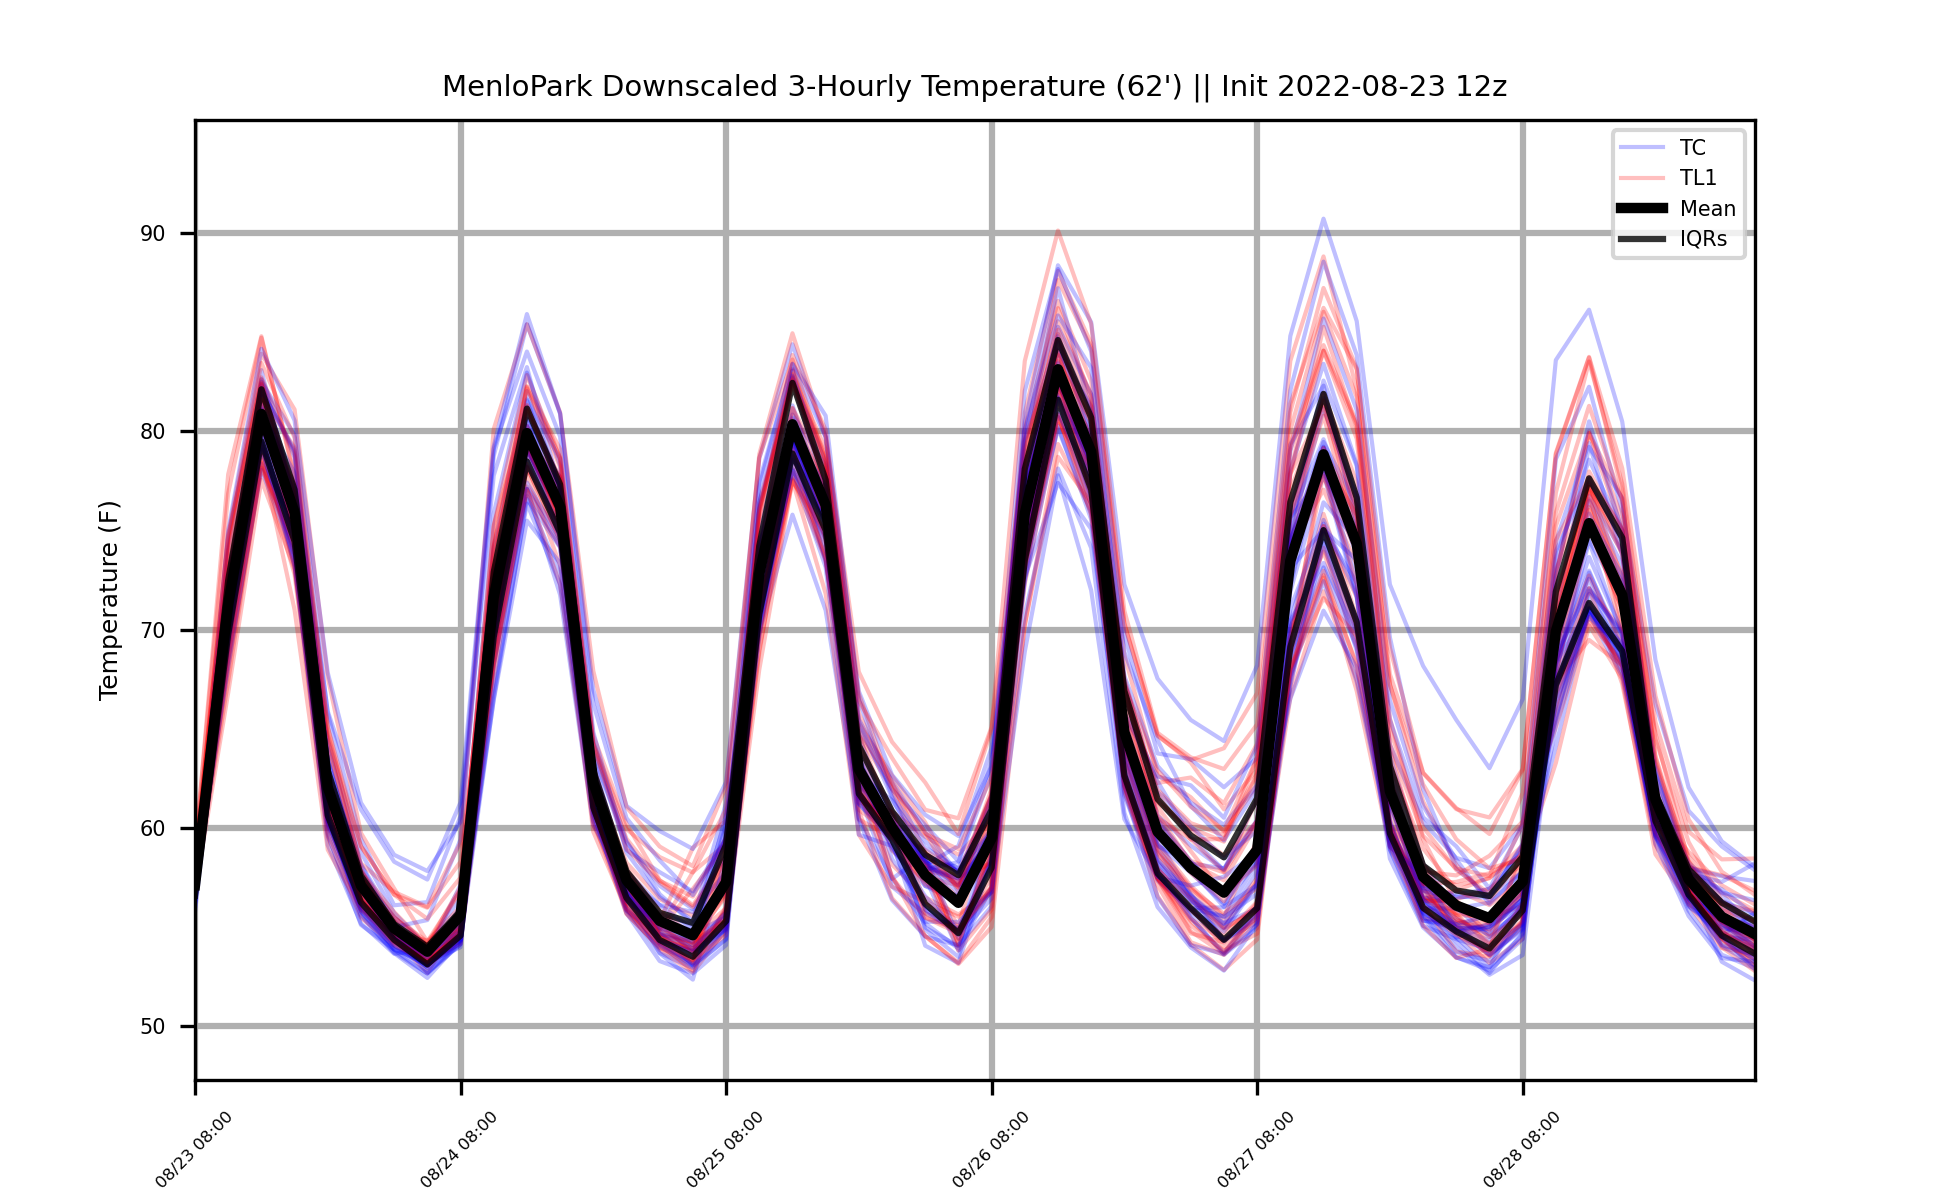 MenloPark Downscaled 3-Hourly Temperature (62') || Init 2022-08-23 12z
TC
TL1
Mean
IQRs
Temperature (F)
90
80
70
60
50
08/23 08:00
08/24 08:00
08/25 08:00
08/26 08:00
08/27 08:00
08/28 08:00